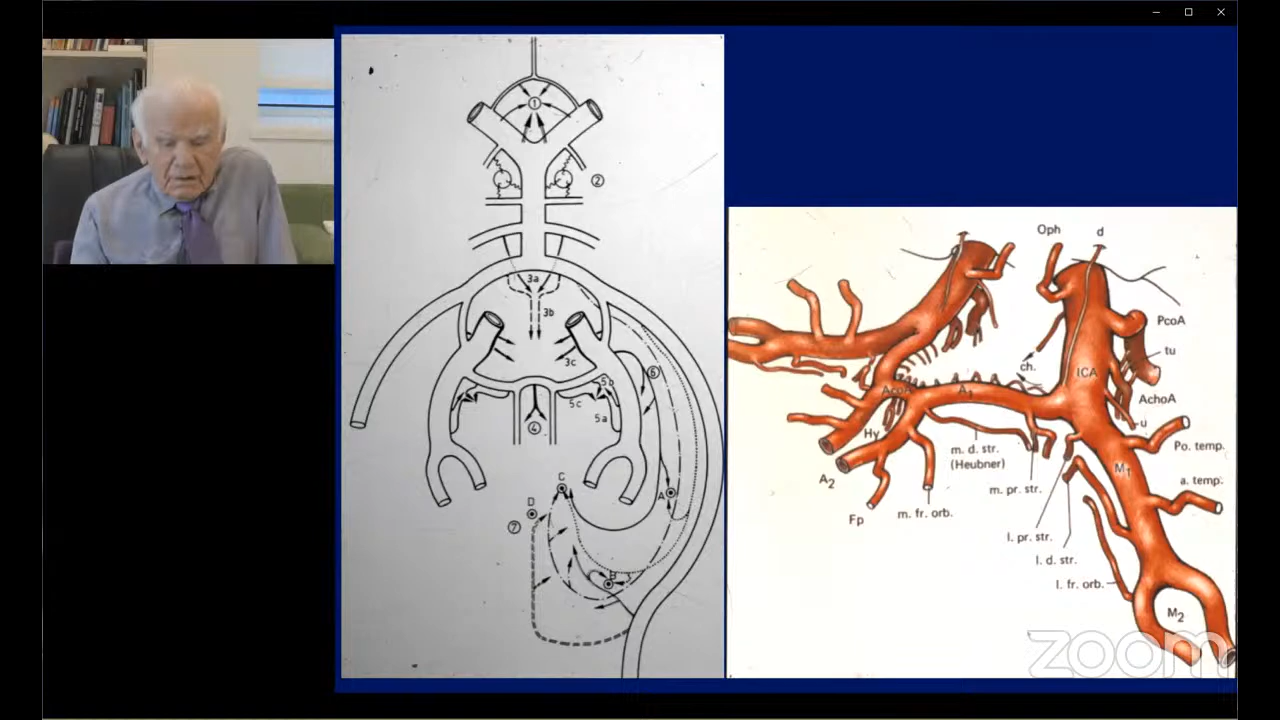 1
2
3a
3b
3c
6
5b
5c
5a
4
C
D
A
7
B
Oph
d
PcoA
tu
ch.
ICA
AcoA
A1
AchoA
u
Hy
m. d. str.
(Heubner)
Po. temp.
M1
A2
m. pr. str.
a. temp.
Fp
m. fr. orb.
l. pr. str.
l. d. str.
l. fr. orb.
M2
zoom